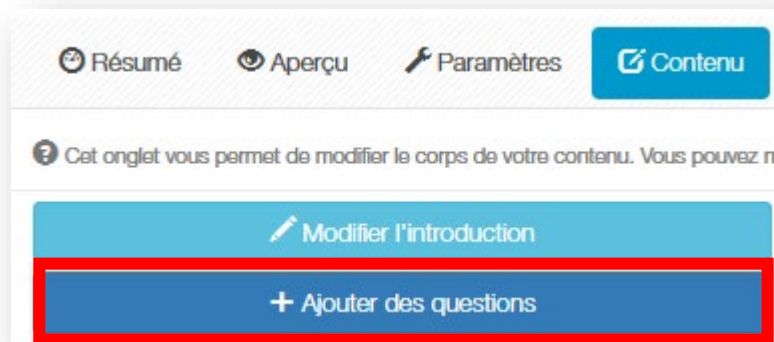 Résumé Aperçu Paramètres Contenu
Cet onglet vous permet de modifier le corps de votre contenu. Vous pouvez
Modifier l'introduction
+ Ajouter des questions